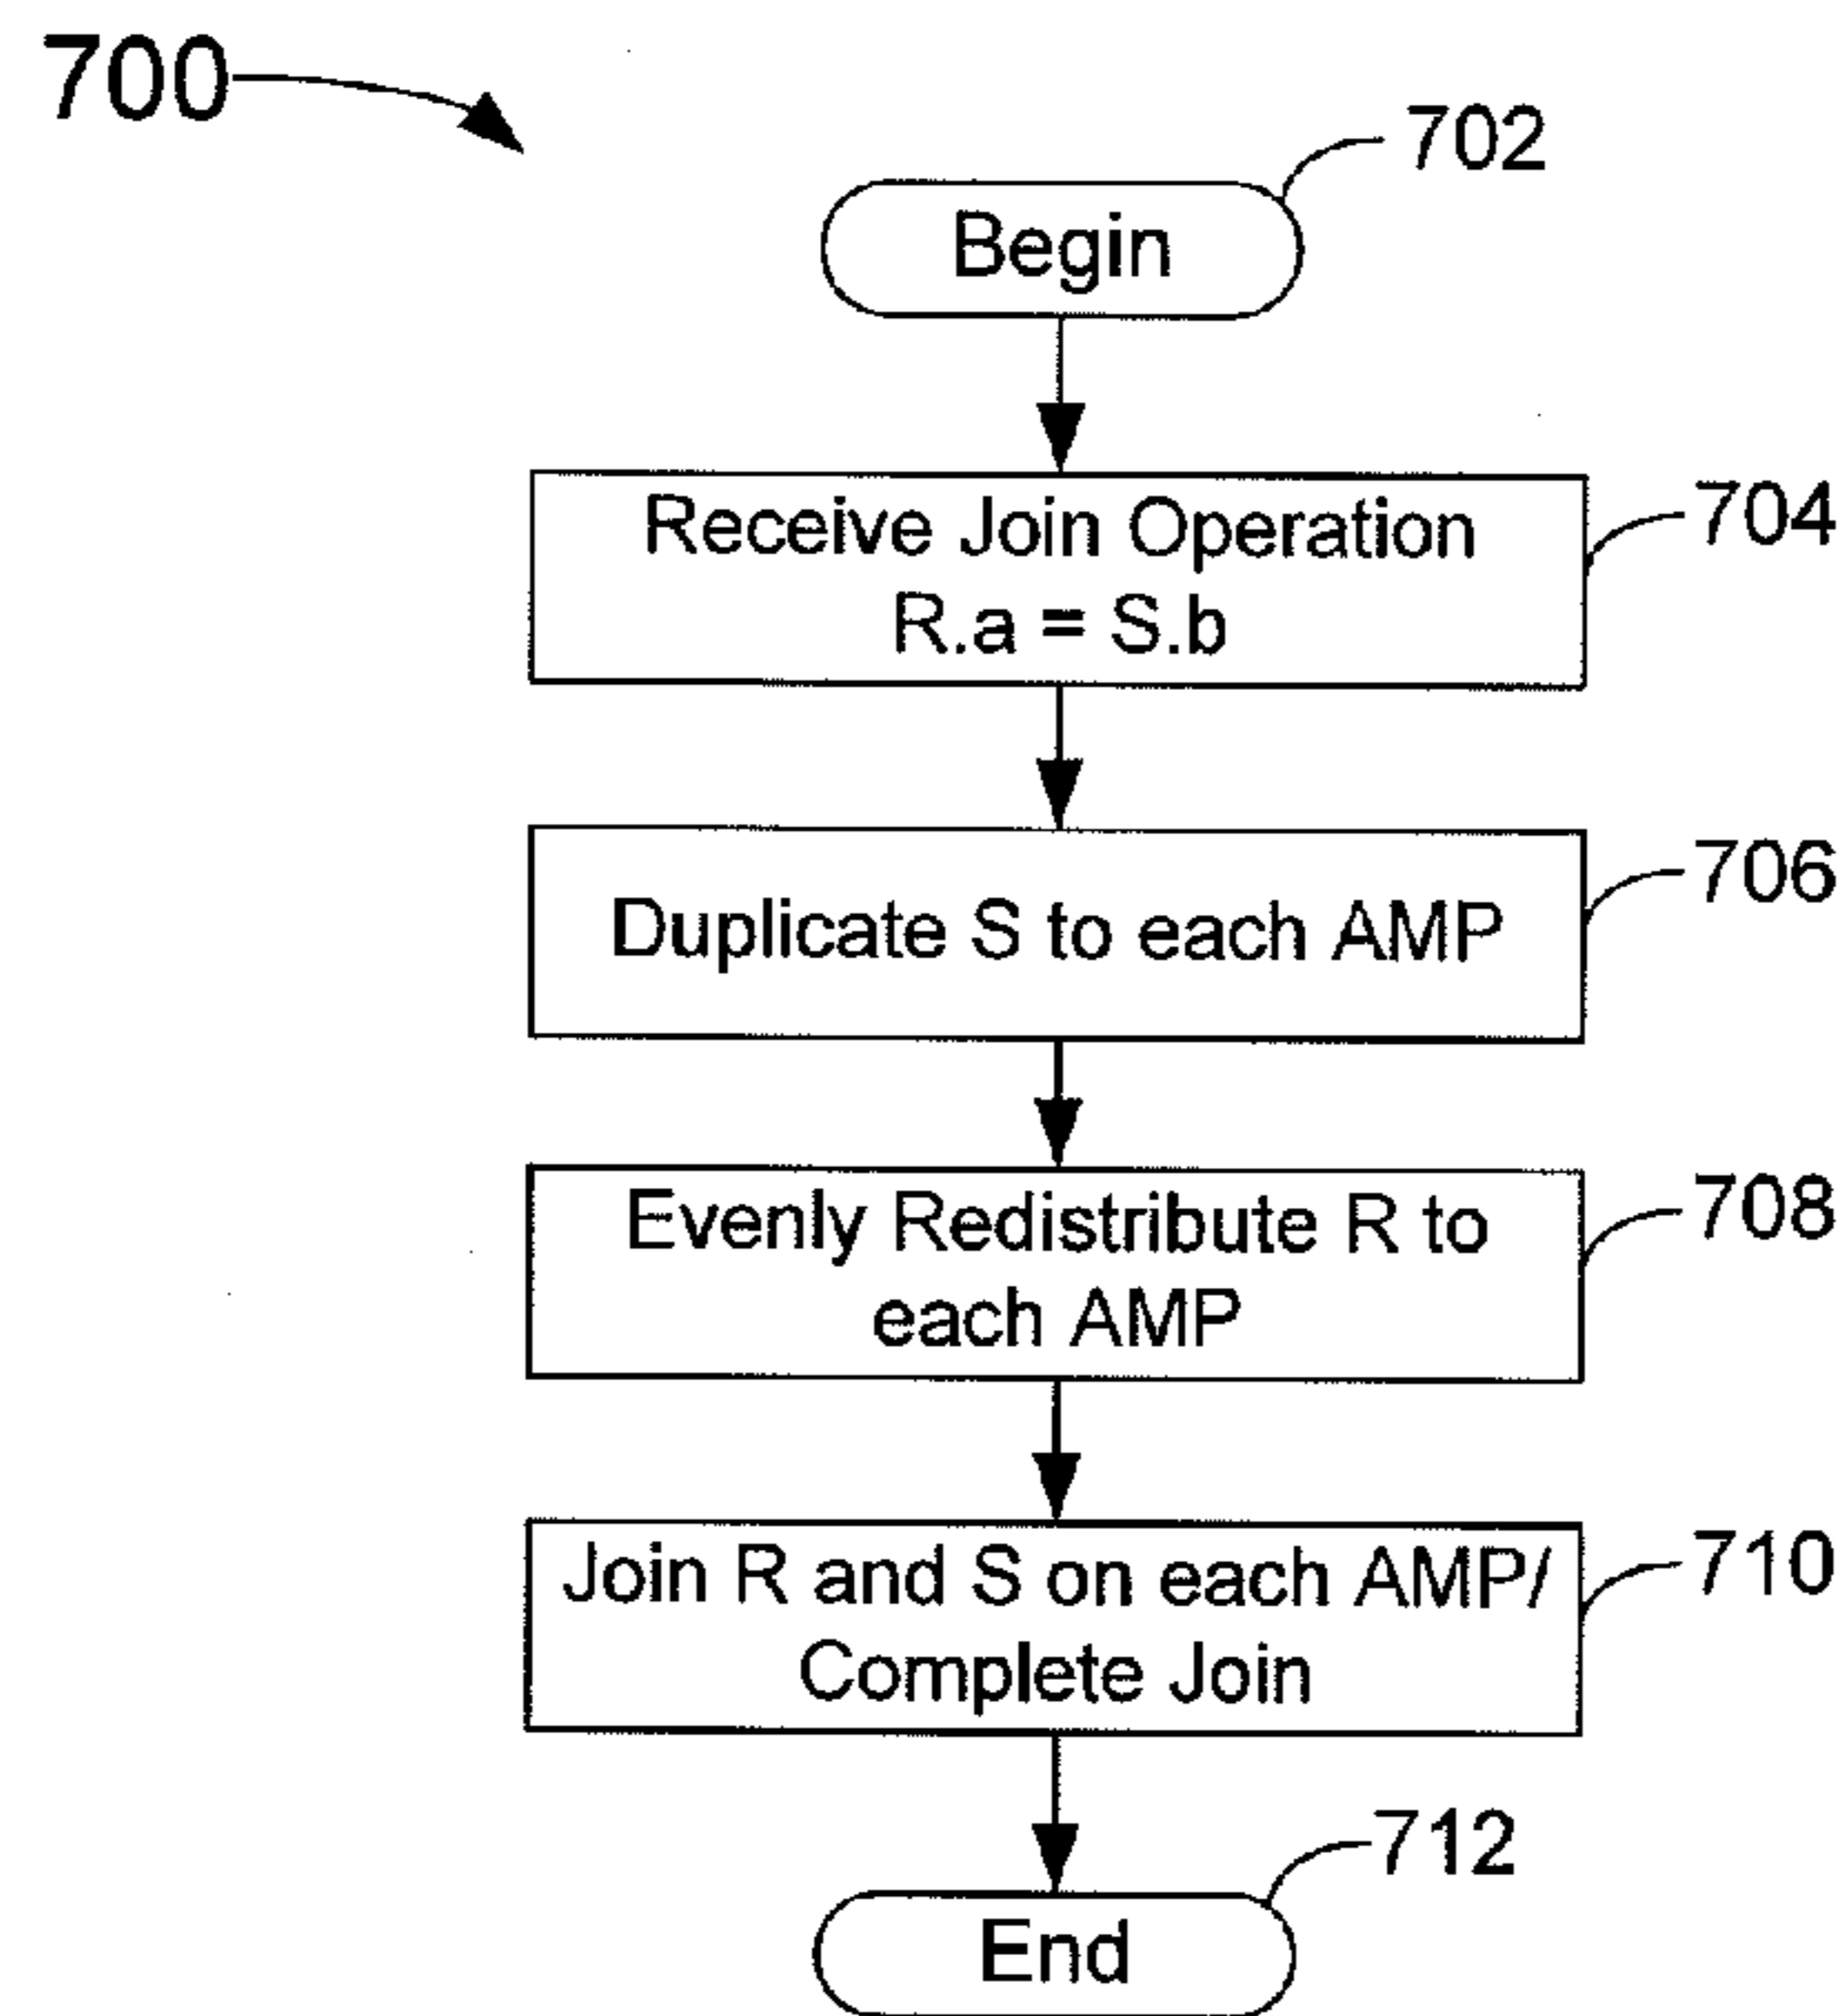 700
702
Begin
Receive Join Operation
R.a = S.b
704
Duplicate S to each AMP
706
Evenly Redistribute R to
each AMP
708
Join R and S on each AMP/
Complete Join
710
712
End